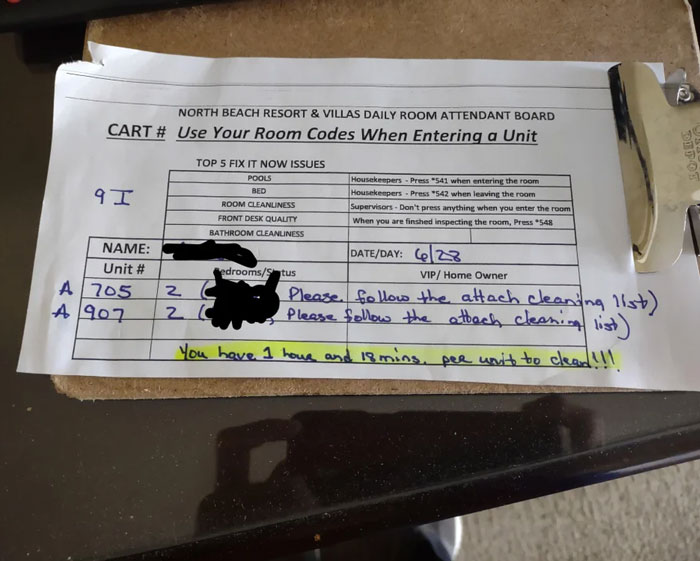 NORTH BEACH RESORT & VILLAS DAILY ROOM ATTENDANT BOARD
CART # Use Your Room Codes When Entering a Unit
TOP 5 FIX IT NOW ISSUES
POOLS Housekeepers - Press *541 when entering the room
BED Housekeepers - Press *542 when leaving the room
9 I
ROOM CLEANLINESS Supervisors - Don't press anything when you enter the room
FRONT DESK QUALITY When you are finshed inspecting the room, Press *548
BATHROOM CLEANLINESS
NAME: DATE/DAY: 6/28
Unit # Bedrooms/Status VIP/ Home Owner
A 705 2 ( Please follow the attach cleaning list)
A 907 2 ( Please follow the attach cleaning list)
You have 1 hour and 18 mins. per unit to clean!!!